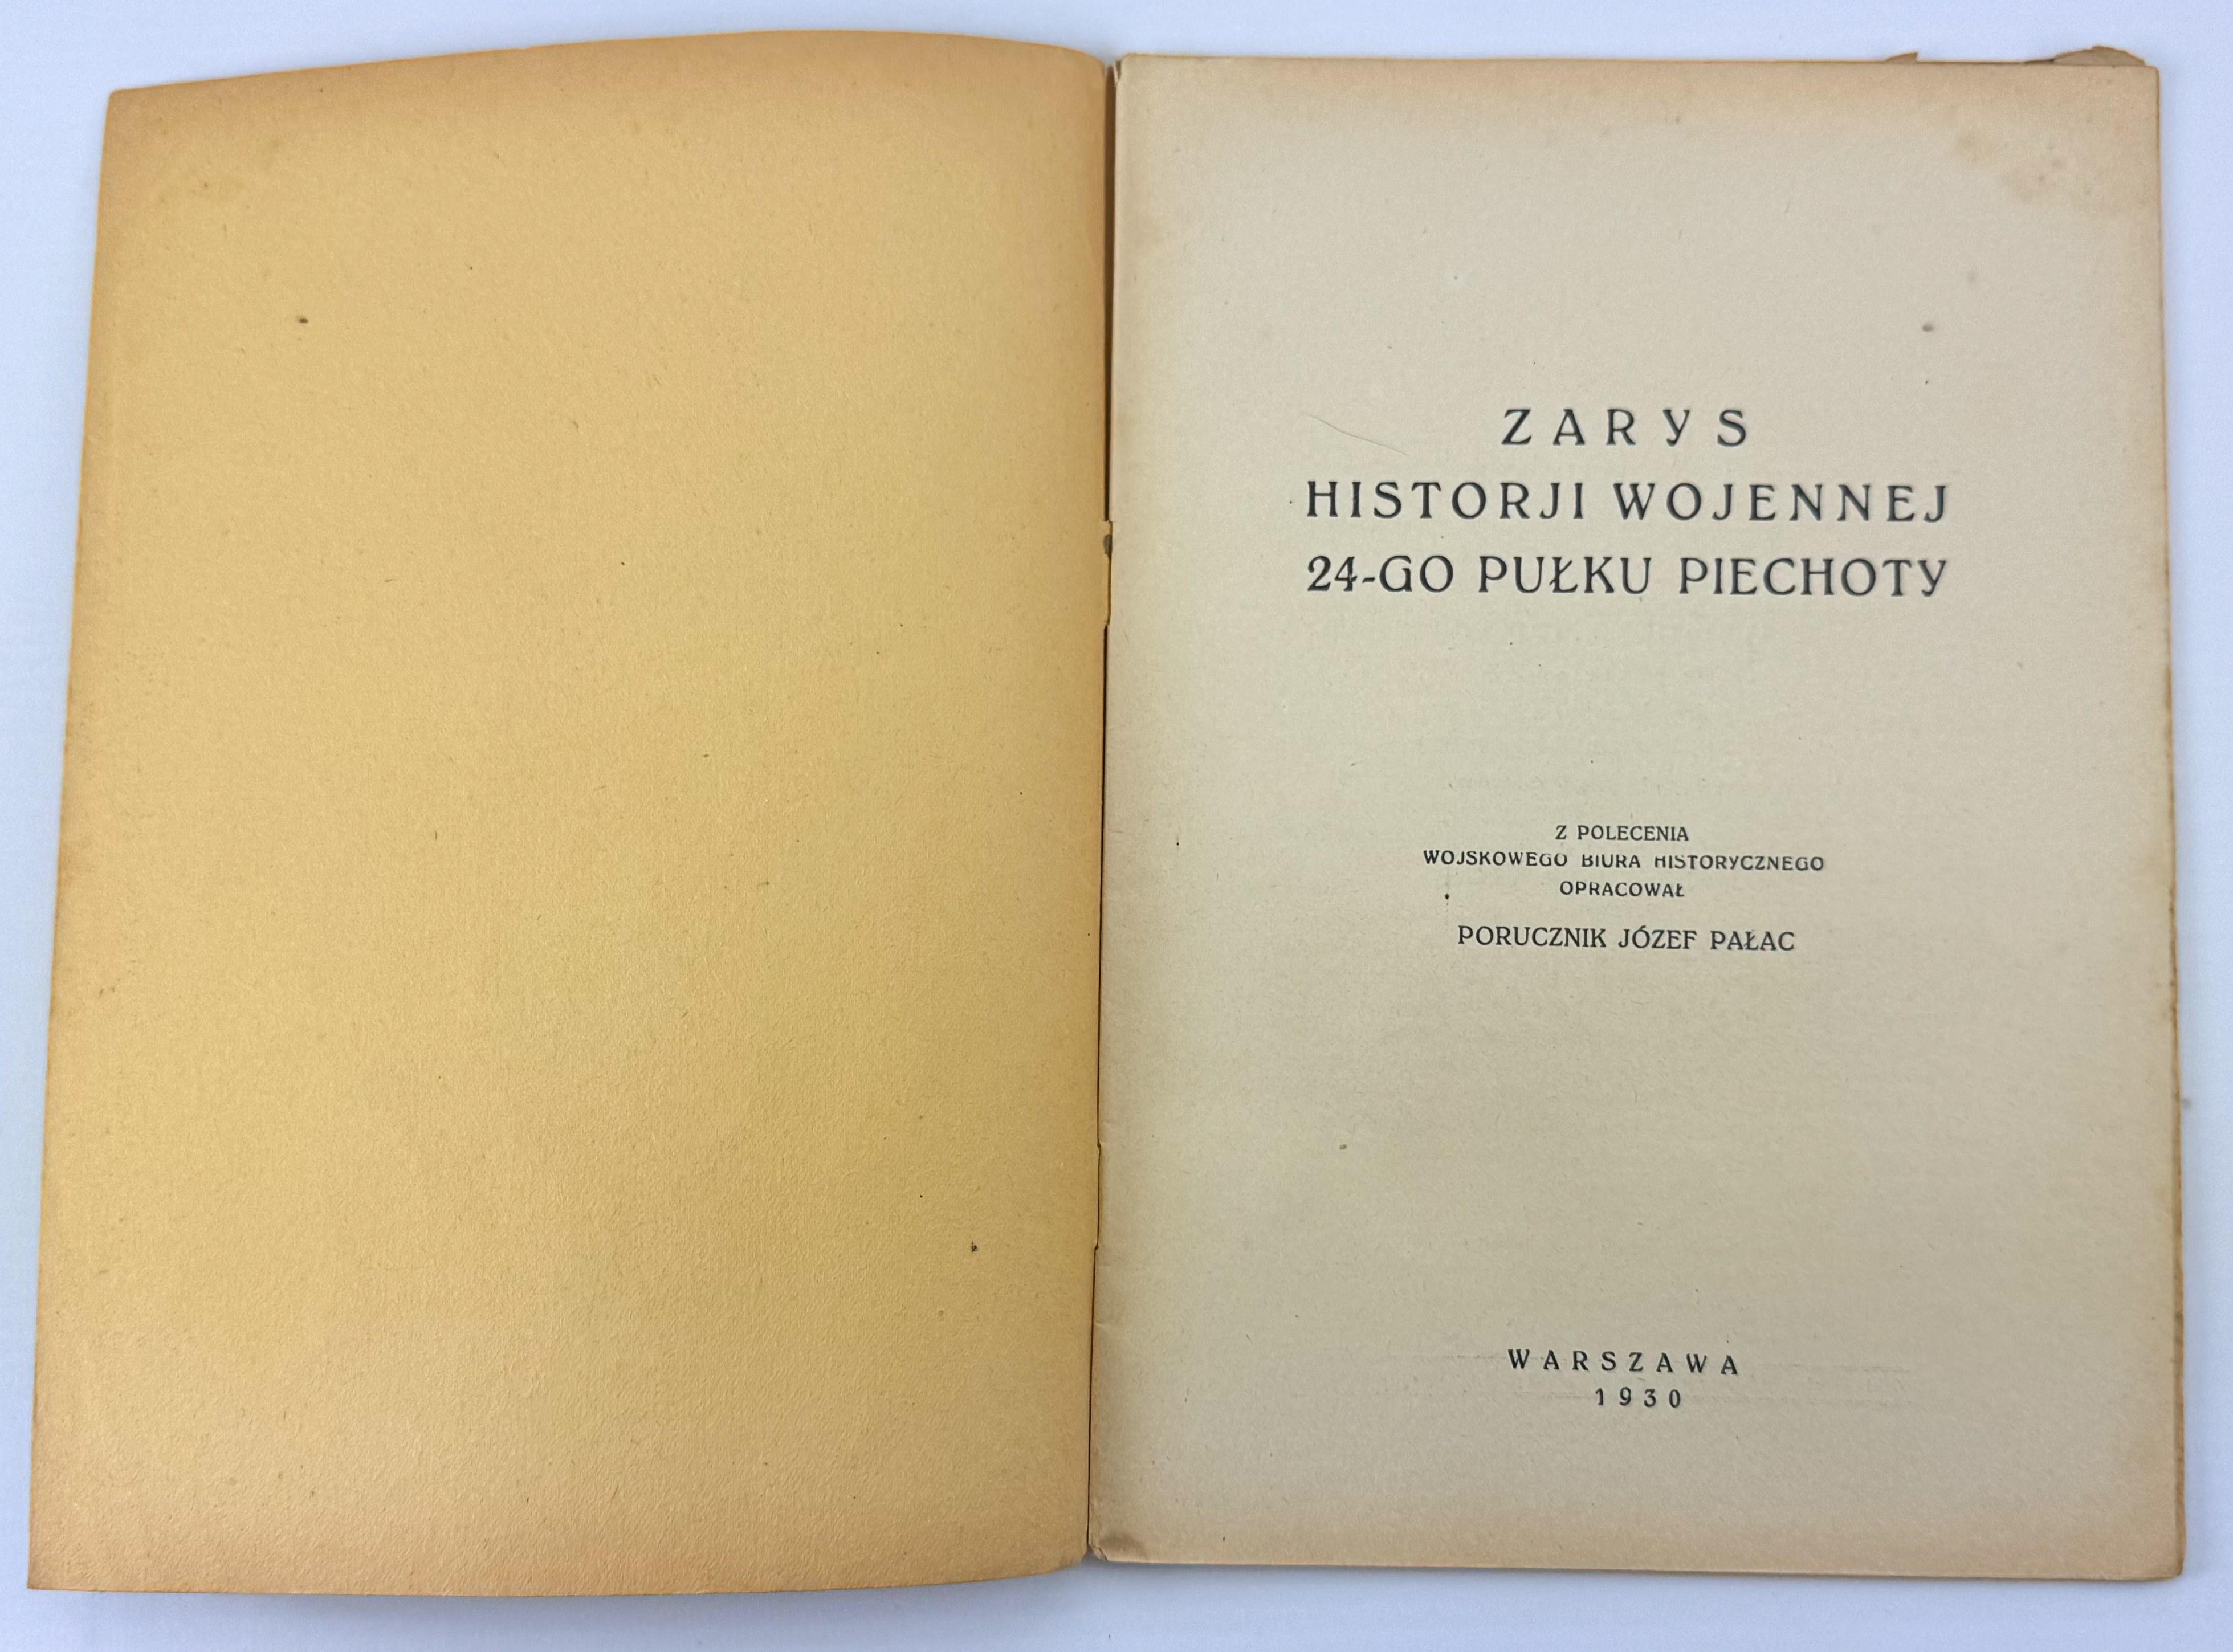 ZARYS
HISTORJI WOJENNEJ
24-GO PUŁKU PIECHOTY
Z POLECENIA
WOJSKOWEGO BIURA HISTORYCZNEGO
OPRACOWAŁ
PORUCZNIK JÓZEF PAŁAC
WARSZAWA
1930